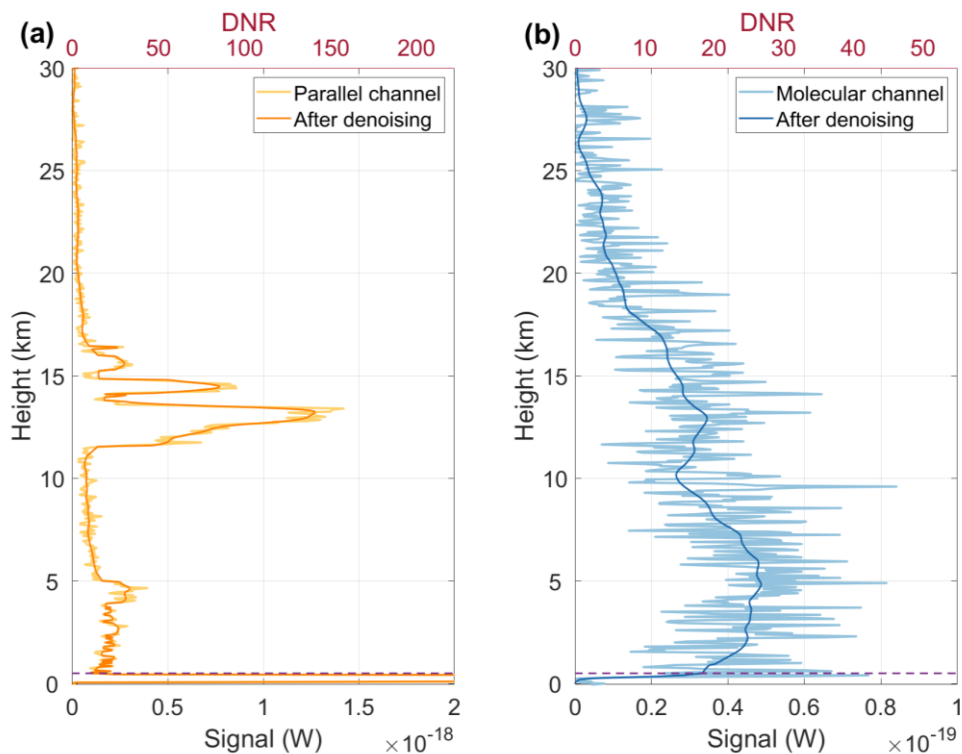 (a)
DNR
0 50 100 150 200
Parallel channel
After denoising
Height (km)
30
25
20
15
10
5
0
0 0.5 1 1.5 2
Signal (W)
×10⁻¹⁸
(b)
DNR
0 10 20 30 40 50
Molecular channel
After denoising
Height (km)
30
25
20
15
10
5
0
0 0.2 0.4 0.6 0.8 1
Signal (W)
×10⁻¹⁹